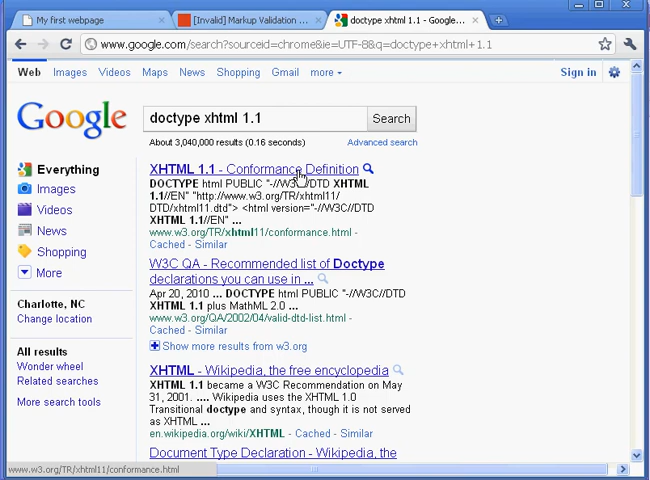 My first webpage
[Invalid] Markup Validation ...
doctype xhtml 1.1 - Google...
www.google.com/search?sourceid=chrome&ie=UTF-8&q=doctype+xhtml+1.1
Web Images Videos Maps News Shopping Gmail more
Sign in
Google
doctype xhtml 1.1
Search
About 3,040,000 results (0.16 seconds)
Advanced search
Everything
Images
Videos
News
Shopping
More
Charlotte, NC
Change location
All results
Wonder wheel
Related searches
More search tools
XHTML 1.1 - Conformance Definition
DOCTYPE html PUBLIC "-//W3C//DTD XHTML
1.1//EN" "http://www.w3.org/TR/xhtml11/
DTD/xhtml11.dtd"> <html version="-//W3C//DTD
XHTML 1.1//EN" ...
www.w3.org/TR/xhtml11/conformance.html -
Cached - Similar
W3C QA - Recommended list of Doctype
declarations you can use in ...
Apr 20, 2010 ... DOCTYPE html PUBLIC "-//W3C//DTD
XHTML 1.1 plus MathML 2.0 ...
www.w3.org/QA/2002/04/valid-dtd-list.html -
Cached - Similar
Show more results from w3.org
XHTML - Wikipedia, the free encyclopedia
XHTML 1.1 became a W3C Recommendation on May
31, 2001. .... Wikipedia uses the XHTML 1.0
Transitional doctype and syntax, though it is not served
as XHTML ...
en.wikipedia.org/wiki/XHTML - Cached - Similar
Document Type Declaration - Wikipedia, the
www.w3.org/TR/xhtml11/conformance.html